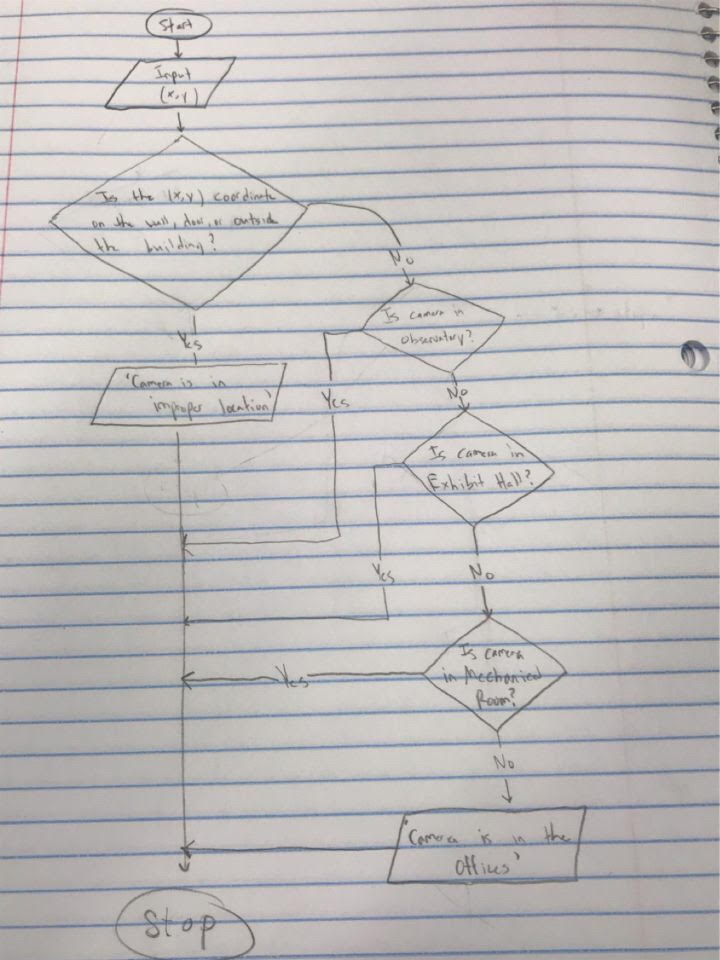 Start
Input
(x,y)
Is the (x,y) coordinate
on the wall, door, or outside
the building?
No
Yes
Is camera in
observatory?
'Camera is in
improper location'
Yes
No
Is camera in
Exhibit Hall?
Yes
No
Is camera
in Mechanical
Room?
Yes
No
'Camera is in the
Offices'
Stop